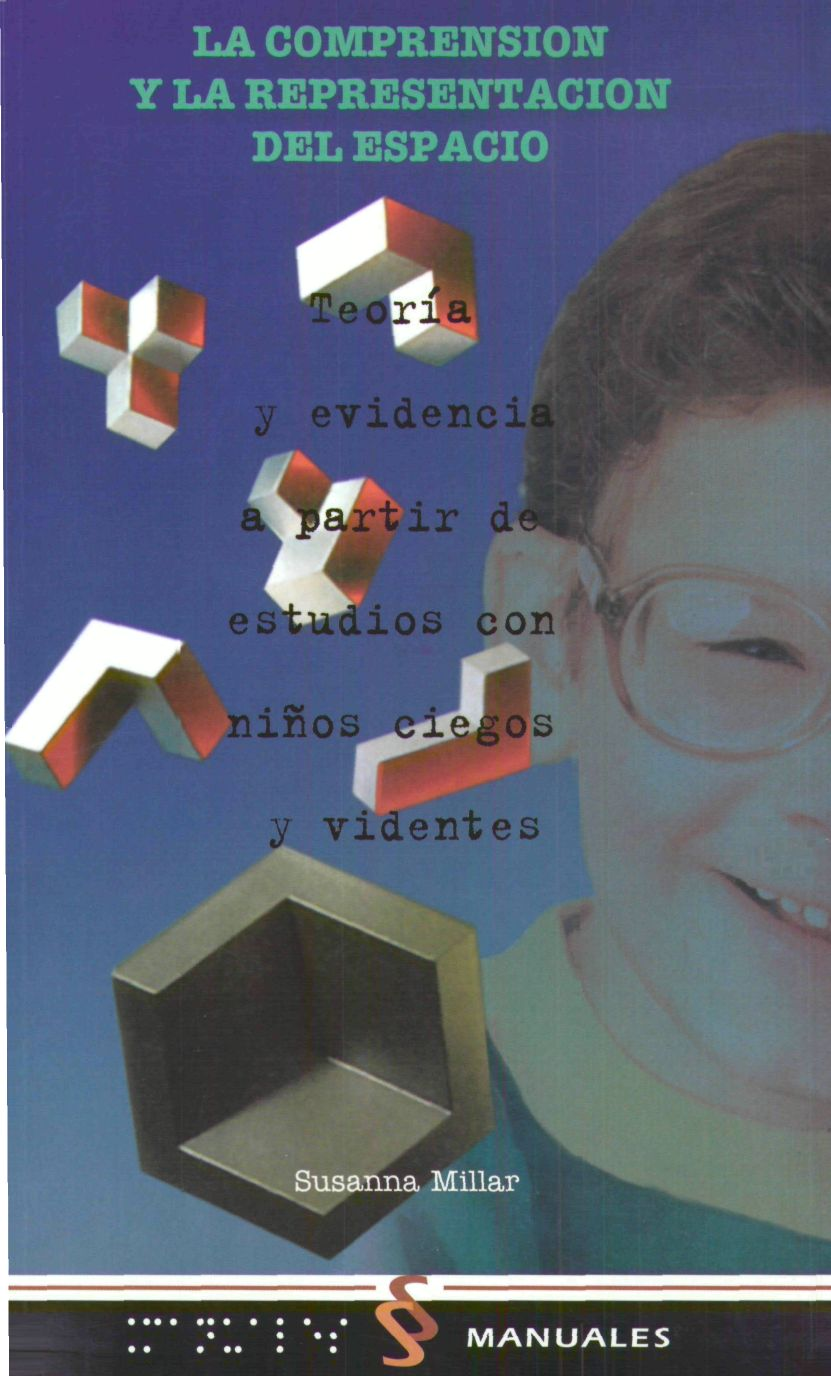 LA COMPRENSION
Y LA REPRESENTACION
DEL ESPACIO
Teoría
y evidencia
a partir de
estudios con
niños ciegos
y videntes
Susanna Millar
MANUALES